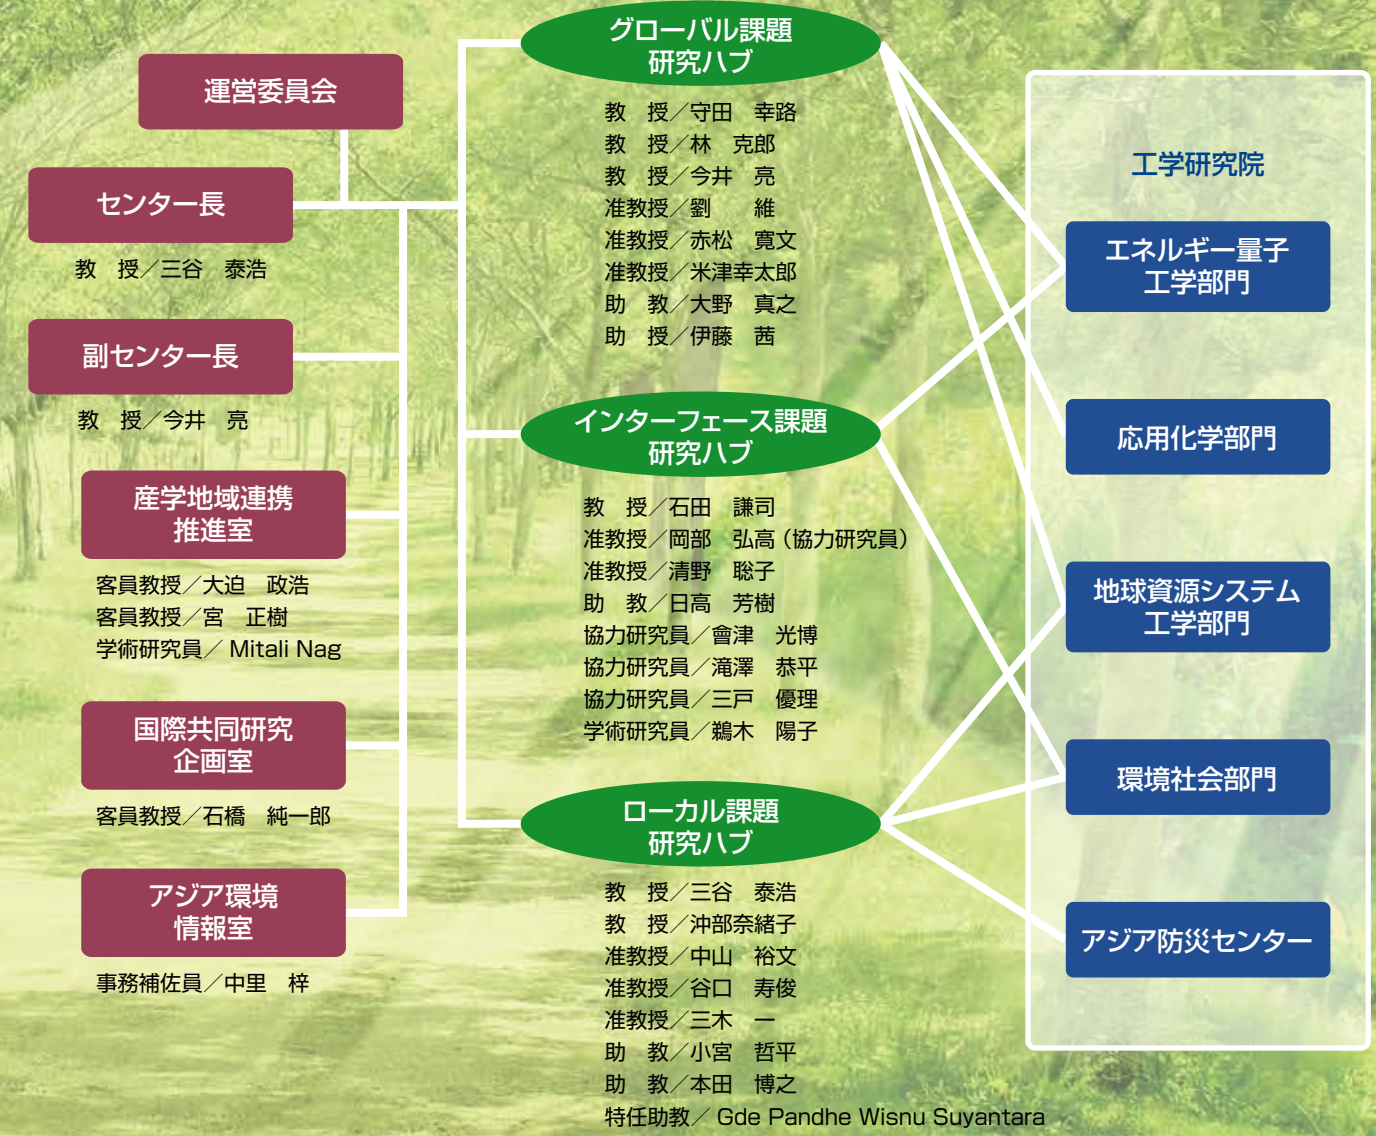 運営委員会
センター長
教　授／三谷　泰浩
副センター長
教　授／今井　亮
産学地域連携
推進室
客員教授／大迫　政浩
客員教授／宮　正樹
学術研究員／ Mitali Nag
国際共同研究
企画室
客員教授／石橋　純一郎
アジア環境
情報室
事務補佐員／中里　梓
グローバル課題
研究ハブ
教　授／守田　幸路
教　授／林　克郎
教　授／今井　亮
准教授／劉　　維
准教授／赤松　寛文
准教授／米津幸太郎
助　教／大野　真之
助　授／伊藤　茜
インターフェース課題
研究ハブ
教　授／石田　謙司
准教授／岡部　弘高（協力研究員）
准教授／清野　聡子
助　教／日高　芳樹
協力研究員／會津　光博
協力研究員／滝澤　恭平
協力研究員／三戸　優理
学術研究員／鵜木　陽子
ローカル課題
研究ハブ
教　授／三谷　泰浩
教　授／沖部奈緒子
准教授／中山　裕文
准教授／谷口　寿俊
准教授／三木　一
助　教／小宮　哲平
助　教／本田　博之
特任助教／ Gde Pandhe Wisnu Suyantara
工学研究院
エネルギー量子
工学部門
応用化学部門
地球資源システム
工学部門
環境社会部門
アジア防災センター